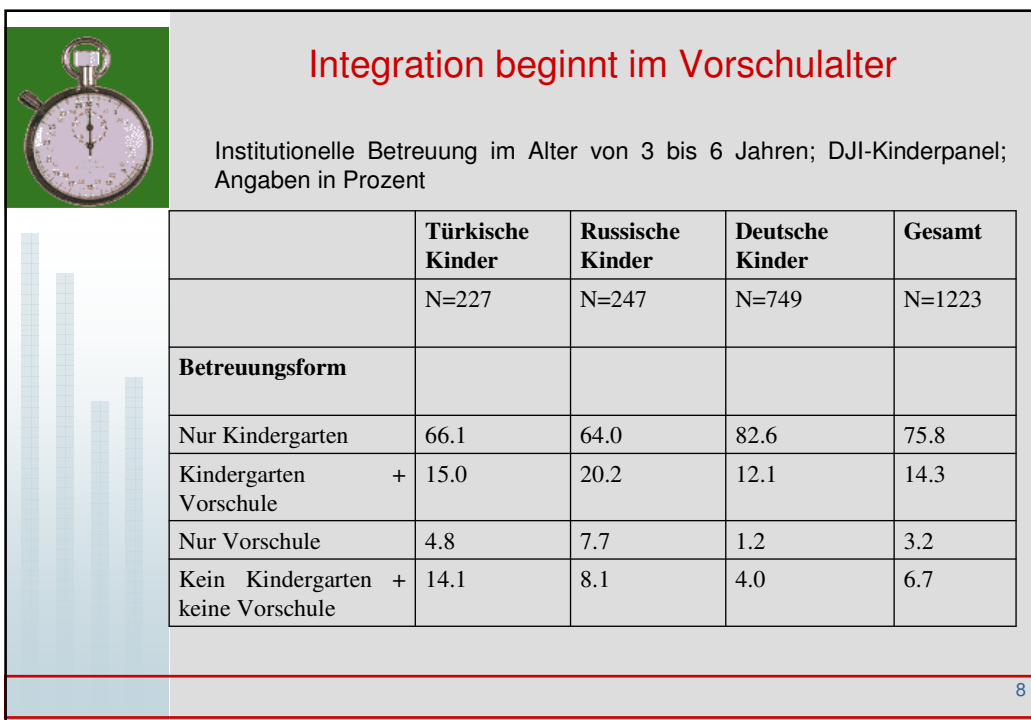 Integration beginnt im Vorschulalter
Institutionelle Betreuung im Alter von 3 bis 6 Jahren; DJI-Kinderpanel;
Angaben in Prozent
Türkische Kinder Russische Kinder Deutsche Kinder Gesamt
N=227 N=247 N=749 N=1223
Betreuungsform
Nur Kindergarten 66.1 64.0 82.6 75.8
Kindergarten + Vorschule 15.0 20.2 12.1 14.3
Nur Vorschule 4.8 7.7 1.2 3.2
Kein Kindergarten + keine Vorschule 14.1 8.1 4.0 6.7
8